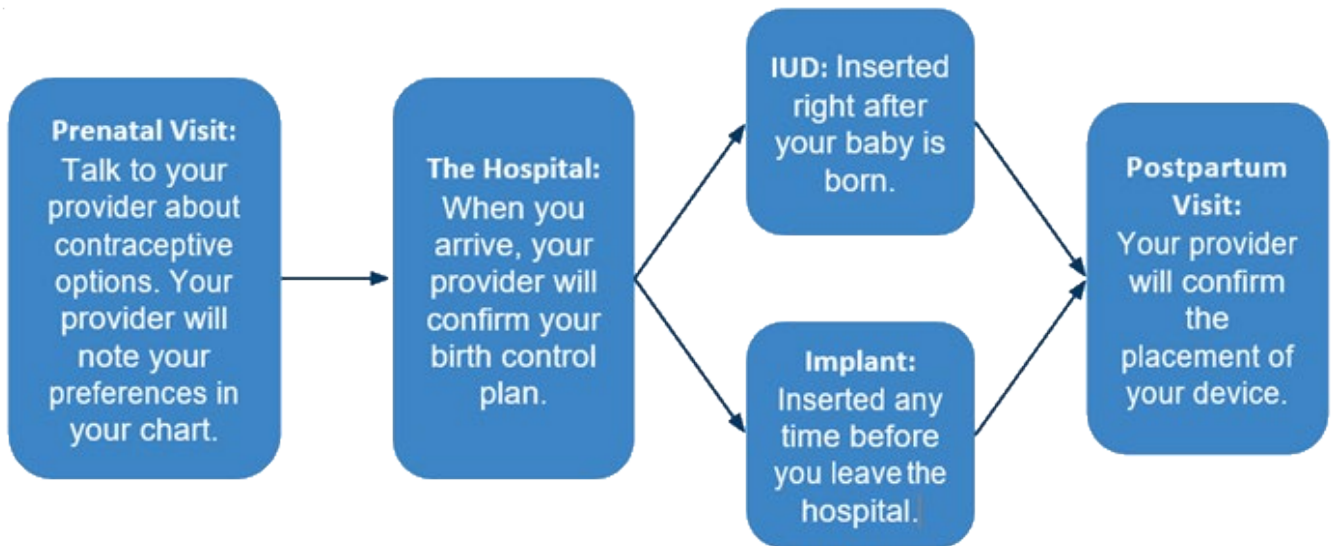 Prenatal Visit:
Talk to your
provider about
contraceptive
options. Your
provider will
note your
preferences in
your chart.
The Hospital:
When you
arrive, your
provider will
confirm your
birth control
plan.
IUD: Inserted
right after
your baby is
born.
Implant:
Inserted any
time before
you leave the
hospital.
Postpartum
Visit:
Your provider
will confirm
the
placement of
your device.